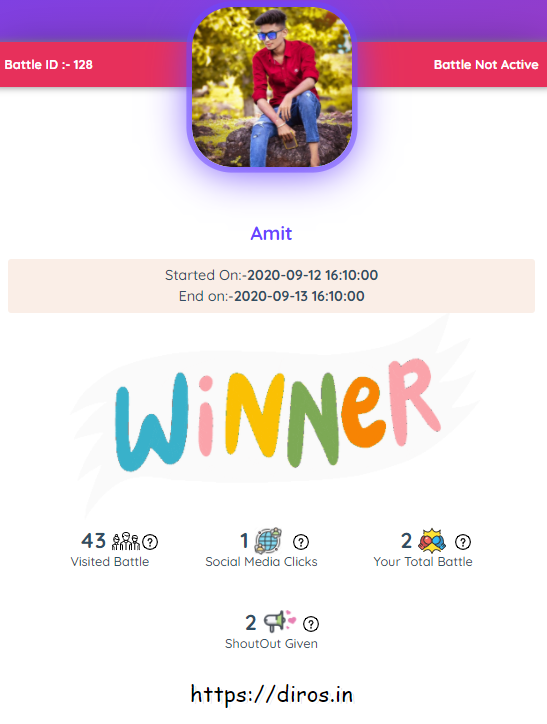 Battle ID :- 128
Battle Not Active
Amit
Started On:-2020-09-12 16:10:00
End on:-2020-09-13 16:10:00
WiNNeR
43
Visited Battle
1
Social Media Clicks
2
Your Total Battle
2
ShoutOut Given
https://diros.in